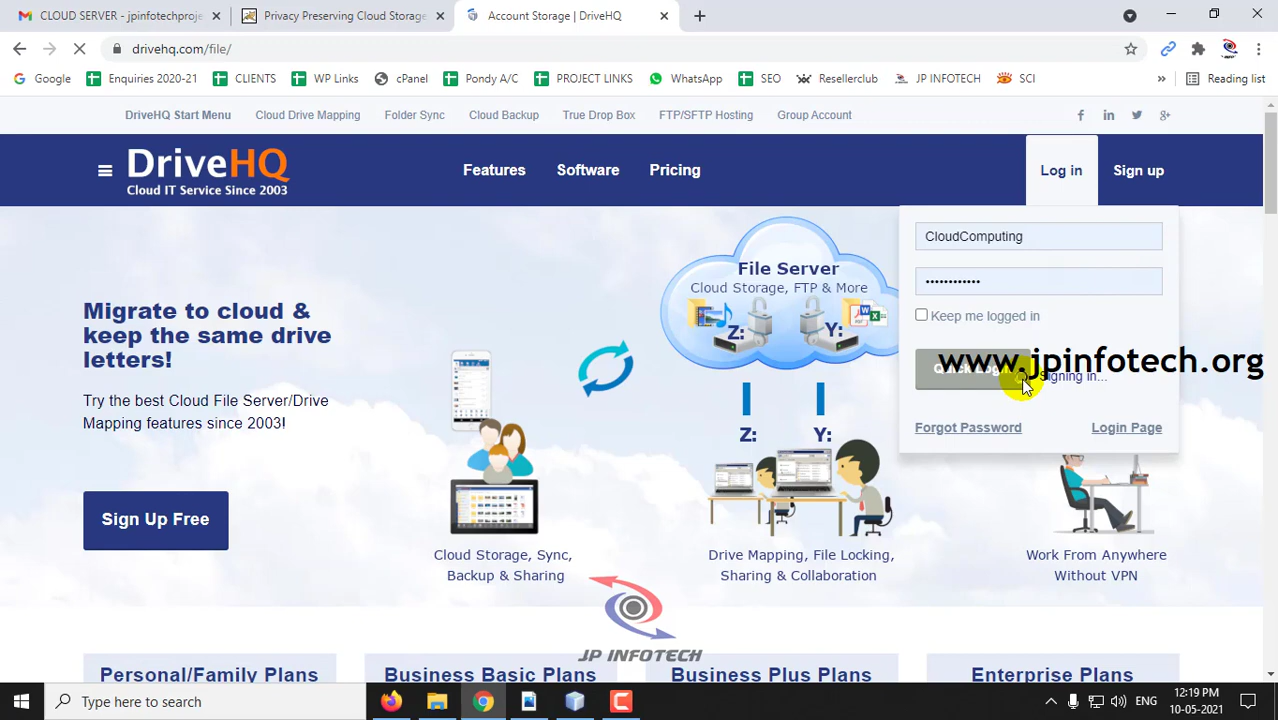 CLOUD SERVER - jpinfotechproje
Privacy Preserving Cloud Storage
Account Storage | DriveHQ
drivehq.com/file/
Google
Enquiries 2020-21
CLIENTS
WP Links
cPanel
Pondy A/C
PROJECT LINKS
WhatsApp
SEO
Resellerclub
JP INFOTECH
SCI
»
Reading list
DriveHQ Start Menu
Cloud Drive Mapping
Folder Sync
Cloud Backup
True Drop Box
FTP/SFTP Hosting
Group Account
DriveHQ
Cloud IT Service Since 2003
Features
Software
Pricing
Log in
Sign up
CloudComputing
••••••••••••
Keep me logged in
www.jpinfotech.org
Signing in...
Forgot Password
Login Page
Migrate to cloud &
keep the same drive
letters!
Try the best Cloud File Server/Drive
Mapping features since 2003!
Sign Up Free
File Server
Cloud Storage, FTP & More
Z:
Y:
Z:
Y:
Cloud Storage, Sync,
Backup & Sharing
Drive Mapping, File Locking,
Sharing & Collaboration
Work From Anywhere
Without VPN
JP INFOTECH
Personal/Family Plans
Business Basic Plans
Business Plus Plans
Enterprise Plans
Type here to search
ENG
12:19 PM
10-05-2021